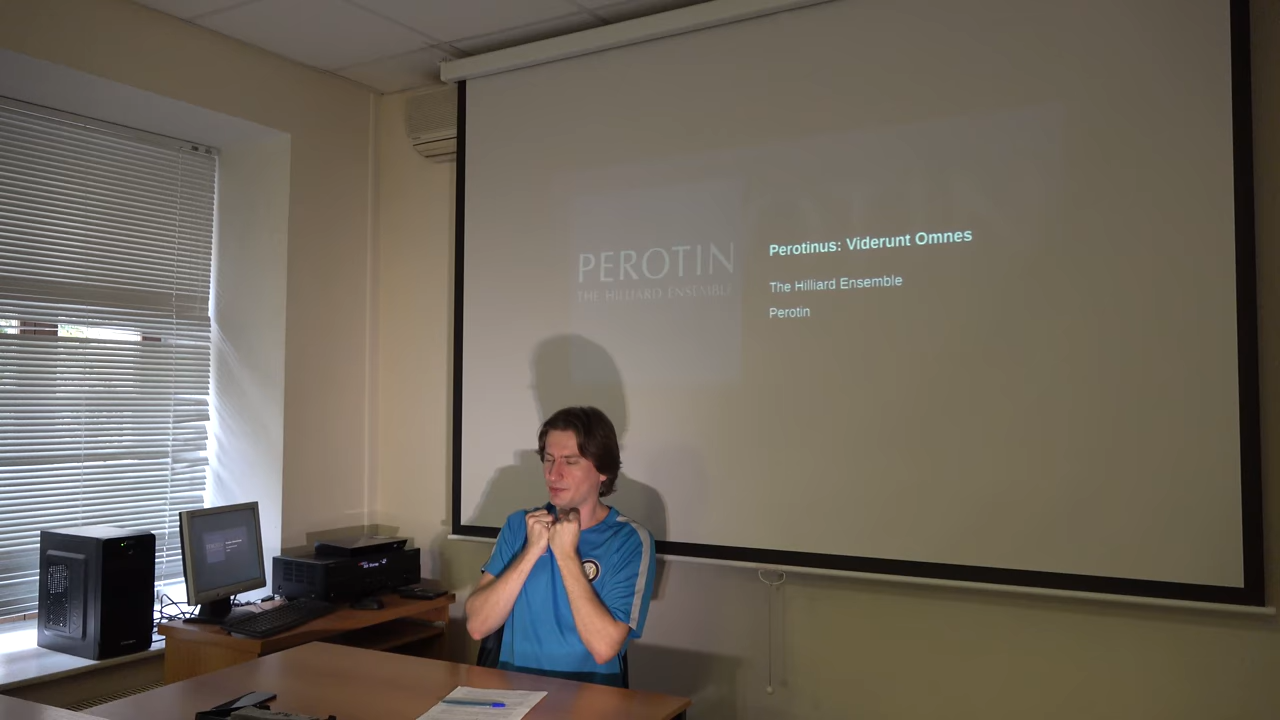 PEROTIN
THE HILLIARD ENSEMBLE
Perotinus: Viderunt Omnes
The Hilliard Ensemble
Perotin